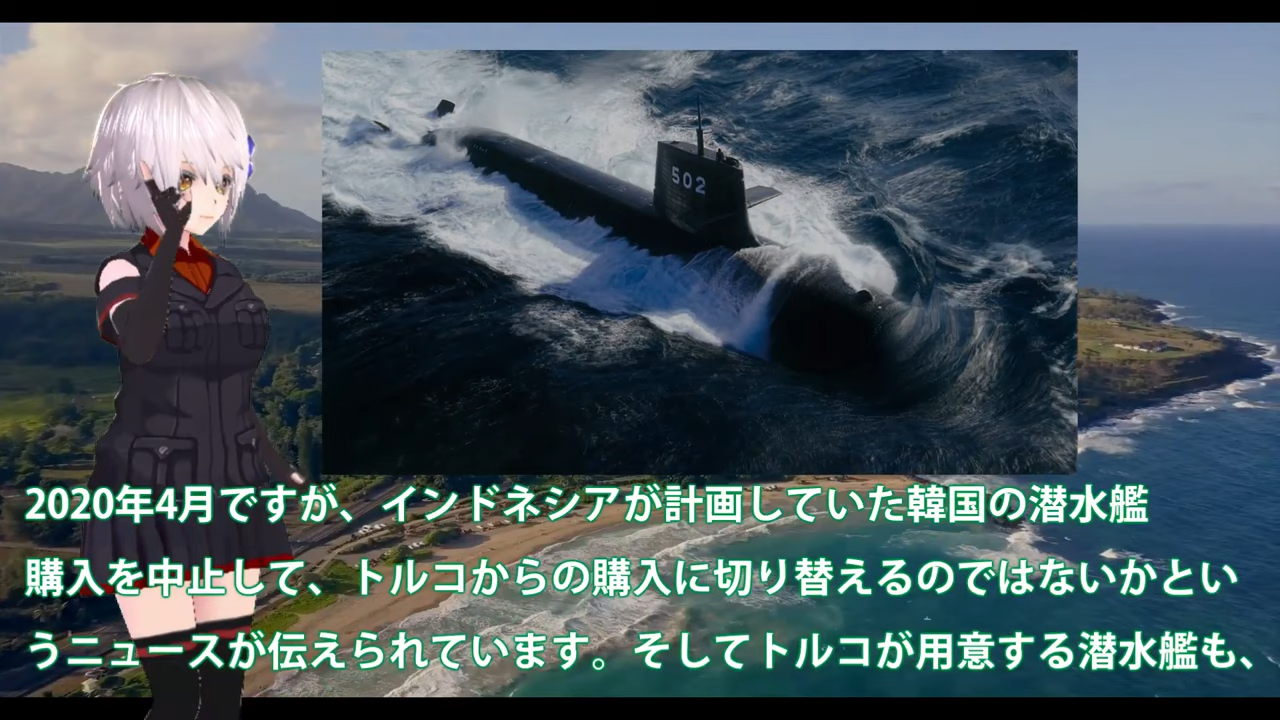 502
2020年4月ですが、インドネシアが計画していた韓国の潜水艦
購入を中止して、トルコからの購入に切り替えるのではないかとい
うニュースが伝えられています。そしてトルコが用意する潜水艦も、